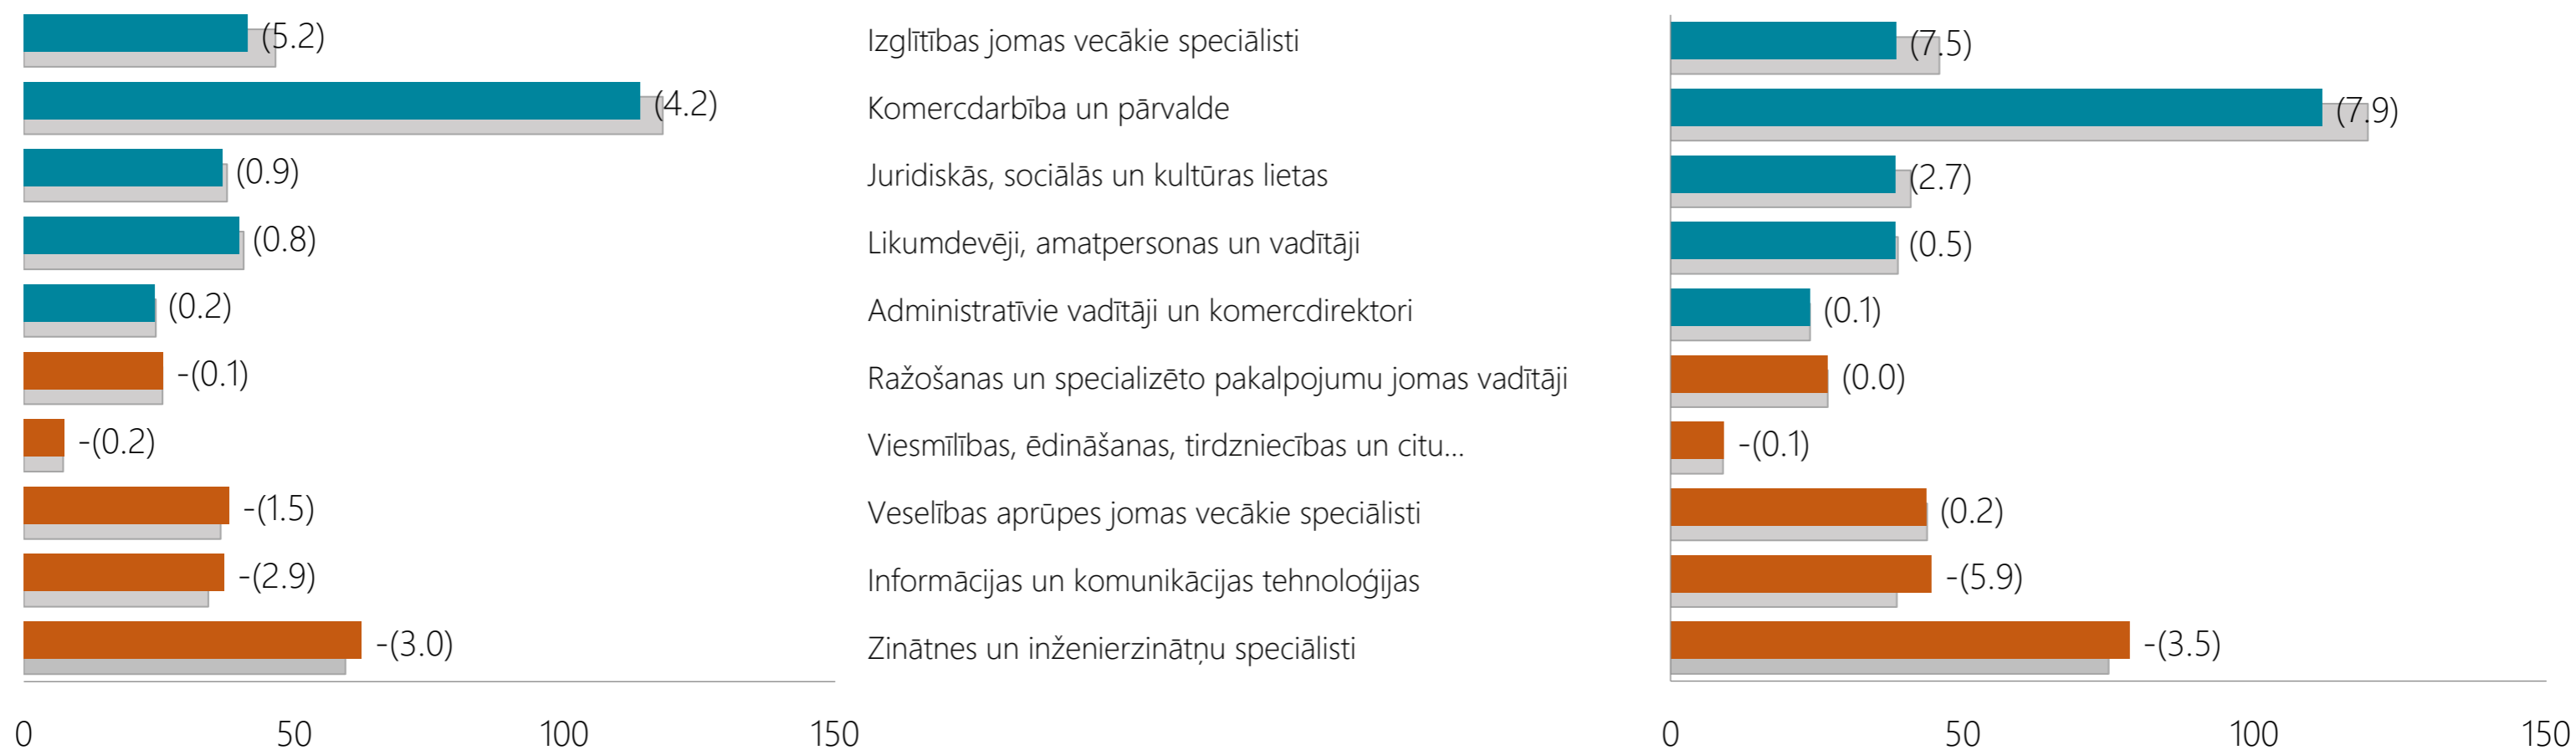 (5.2) Izglītības jomas vecākie speciālisti (7.5)
(4.2) Komercdarbība un pārvalde (7.9)
(0.9) Juridiskās, sociālās un kultūras lietas (2.7)
(0.8) Likumdevēji, amatpersonas un vadītāji (0.5)
(0.2) Administratīvie vadītāji un komercdirektori (0.1)
-(0.1) Ražošanas un specializēto pakalpojumu jomas vadītāji (0.0)
-(0.2) Viesmīlības, ēdināšanas, tirdzniecības un citu... -(0.1)
-(1.5) Veselības aprūpes jomas vecākie speciālisti (0.2)
-(2.9) Informācijas un komunikācijas tehnoloģijas -(5.9)
-(3.0) Zinātnes un inženierzinātņu speciālisti -(3.5)
0 50 100 150 0 50 100 150